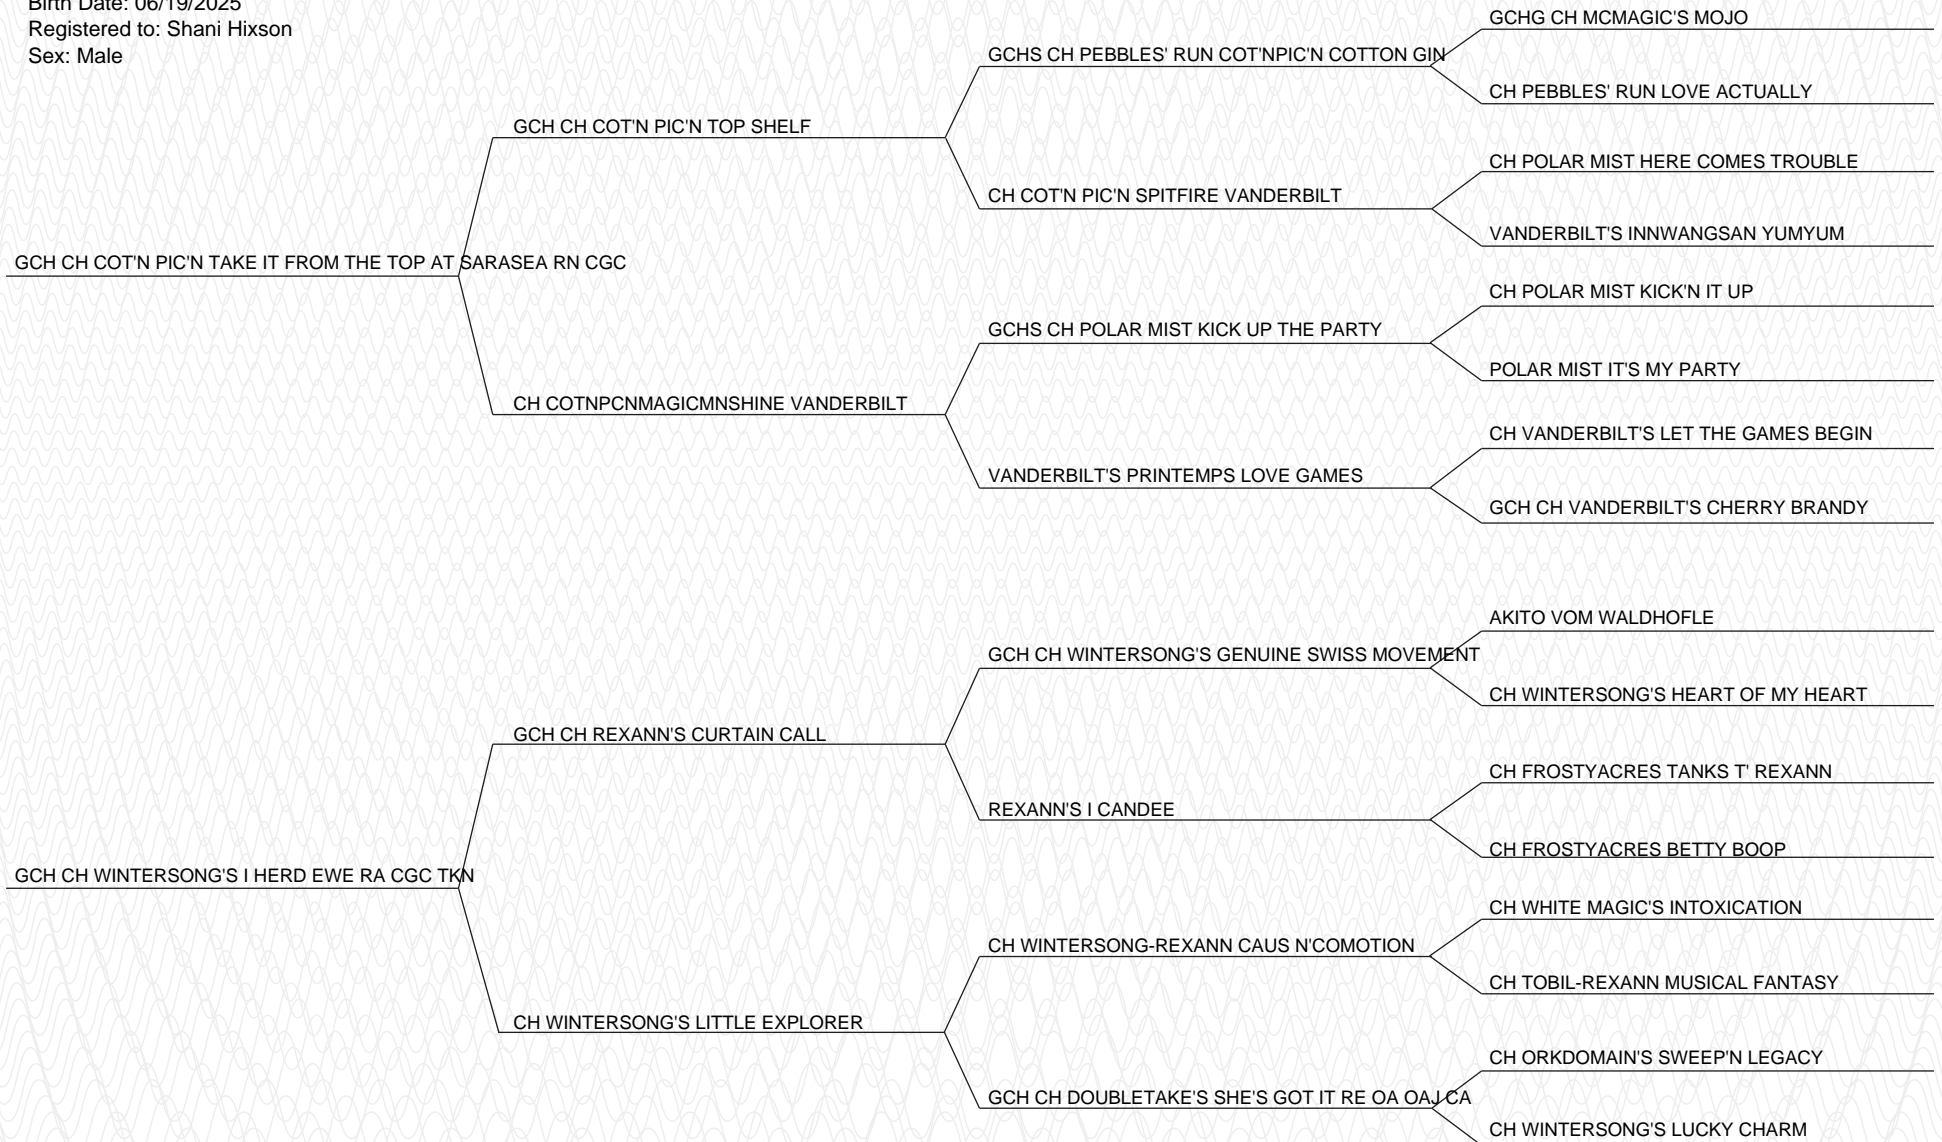 Birth Date: 06/19/2025
Registered to: Shani Hixson
Sex: Male
GCHG CH MCMAGIC'S MOJO
GCHS CH PEBBLES' RUN COT'NPIC'N COTTON GIN
CH PEBBLES' RUN LOVE ACTUALLY
GCH CH COT'N PIC'N TOP SHELF
CH POLAR MIST HERE COMES TROUBLE
CH COT'N PIC'N SPITFIRE VANDERBILT
VANDERBILT'S INNWANGSAN YUMYUM
GCH CH COT'N PIC'N TAKE IT FROM THE TOP AT SARASEA RN CGC
CH POLAR MIST KICK'N IT UP
GCHS CH POLAR MIST KICK UP THE PARTY
POLAR MIST IT'S MY PARTY
CH COTNPCNMAGICMNSHINE VANDERBILT
CH VANDERBILT'S LET THE GAMES BEGIN
VANDERBILT'S PRINTEMPS LOVE GAMES
GCH CH VANDERBILT'S CHERRY BRANDY
AKITO VOM WALDHOFLE
GCH CH WINTERSONG'S GENUINE SWISS MOVEMENT
CH WINTERSONG'S HEART OF MY HEART
GCH CH REXANN'S CURTAIN CALL
CH FROSTYACRES TANKS T' REXANN
REXANN'S I CANDEE
CH FROSTYACRES BETTY BOOP
GCH CH WINTERSONG'S I HERD EWE RA CGC TKN
CH WHITE MAGIC'S INTOXICATION
CH WINTERSONG-REXANN CAUS N'COMOTION
CH TOBIL-REXANN MUSICAL FANTASY
CH WINTERSONG'S LITTLE EXPLORER
CH ORKDOMAIN'S SWEEP'N LEGACY
GCH CH DOUBLETAKE'S SHE'S GOT IT RE OA OAJ CA
CH WINTERSONG'S LUCKY CHARM